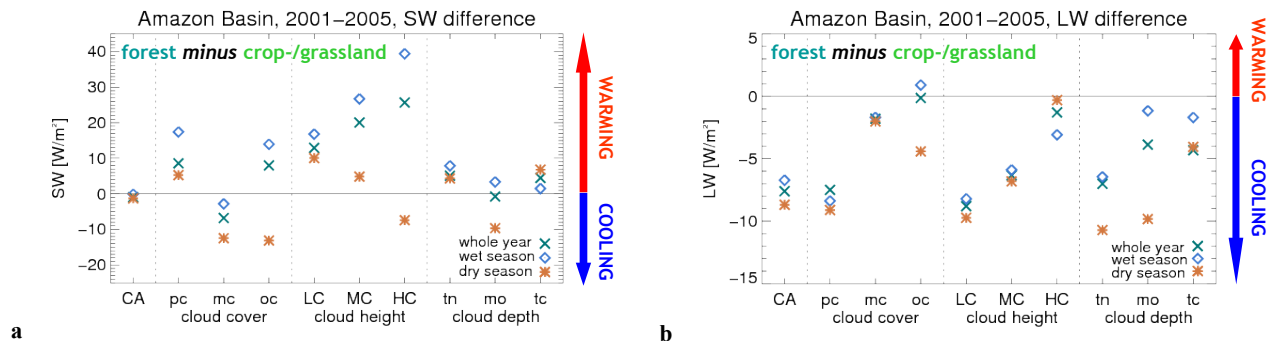 Amazon Basin, 2001-2005, SW difference
forest minus crop-/grassland
SW [W/m²]
40
30
20
10
0
-10
-20
whole year
wet season
dry season
CA pc mc oc LC MC HC tn mo tc
cloud cover cloud height cloud depth
WARMING
COOLING
a
Amazon Basin, 2001-2005, LW difference
forest minus crop-/grassland
LW [W/m²]
5
0
-5
-10
-15
whole year
wet season
dry season
CA pc mc oc LC MC HC tn mo tc
cloud cover cloud height cloud depth
WARMING
COOLING
b